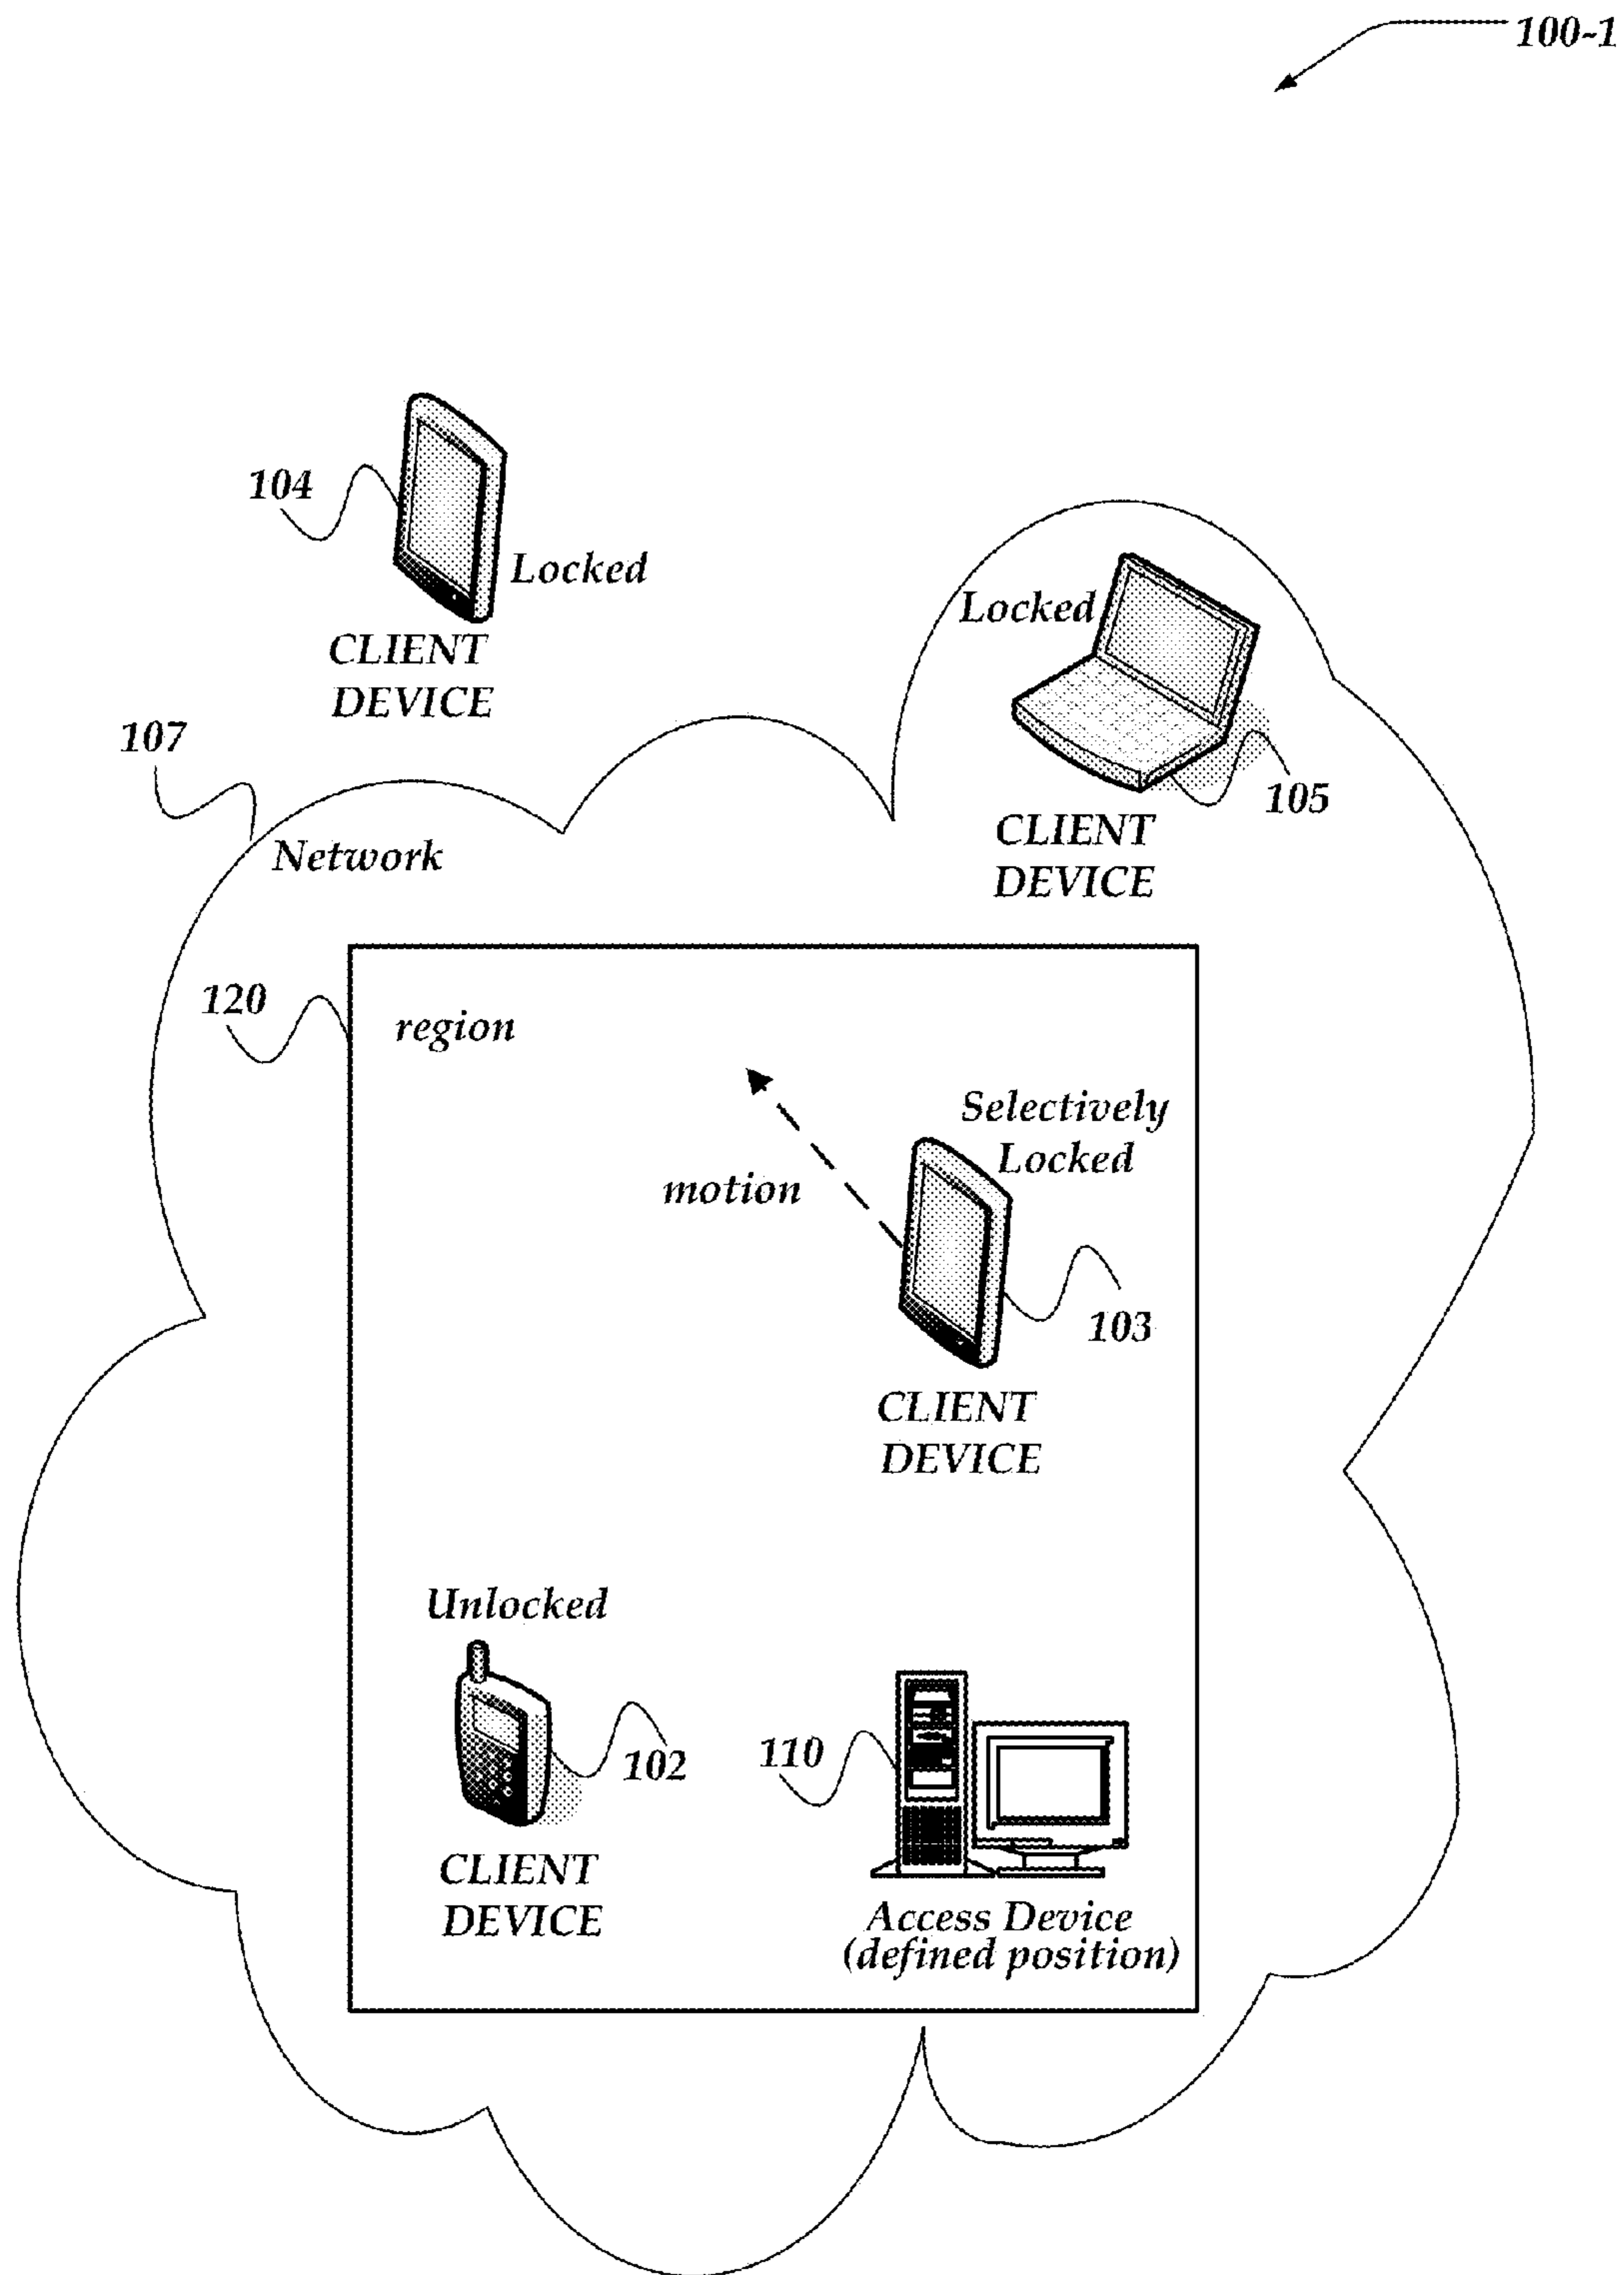 100-1
104
Locked
CLIENT
DEVICE
Locked
105
CLIENT
DEVICE
107
Network
120
region
Selectively
Locked
motion
103
CLIENT
DEVICE
Unlocked
102
CLIENT
DEVICE
110
Access Device
(defined position)